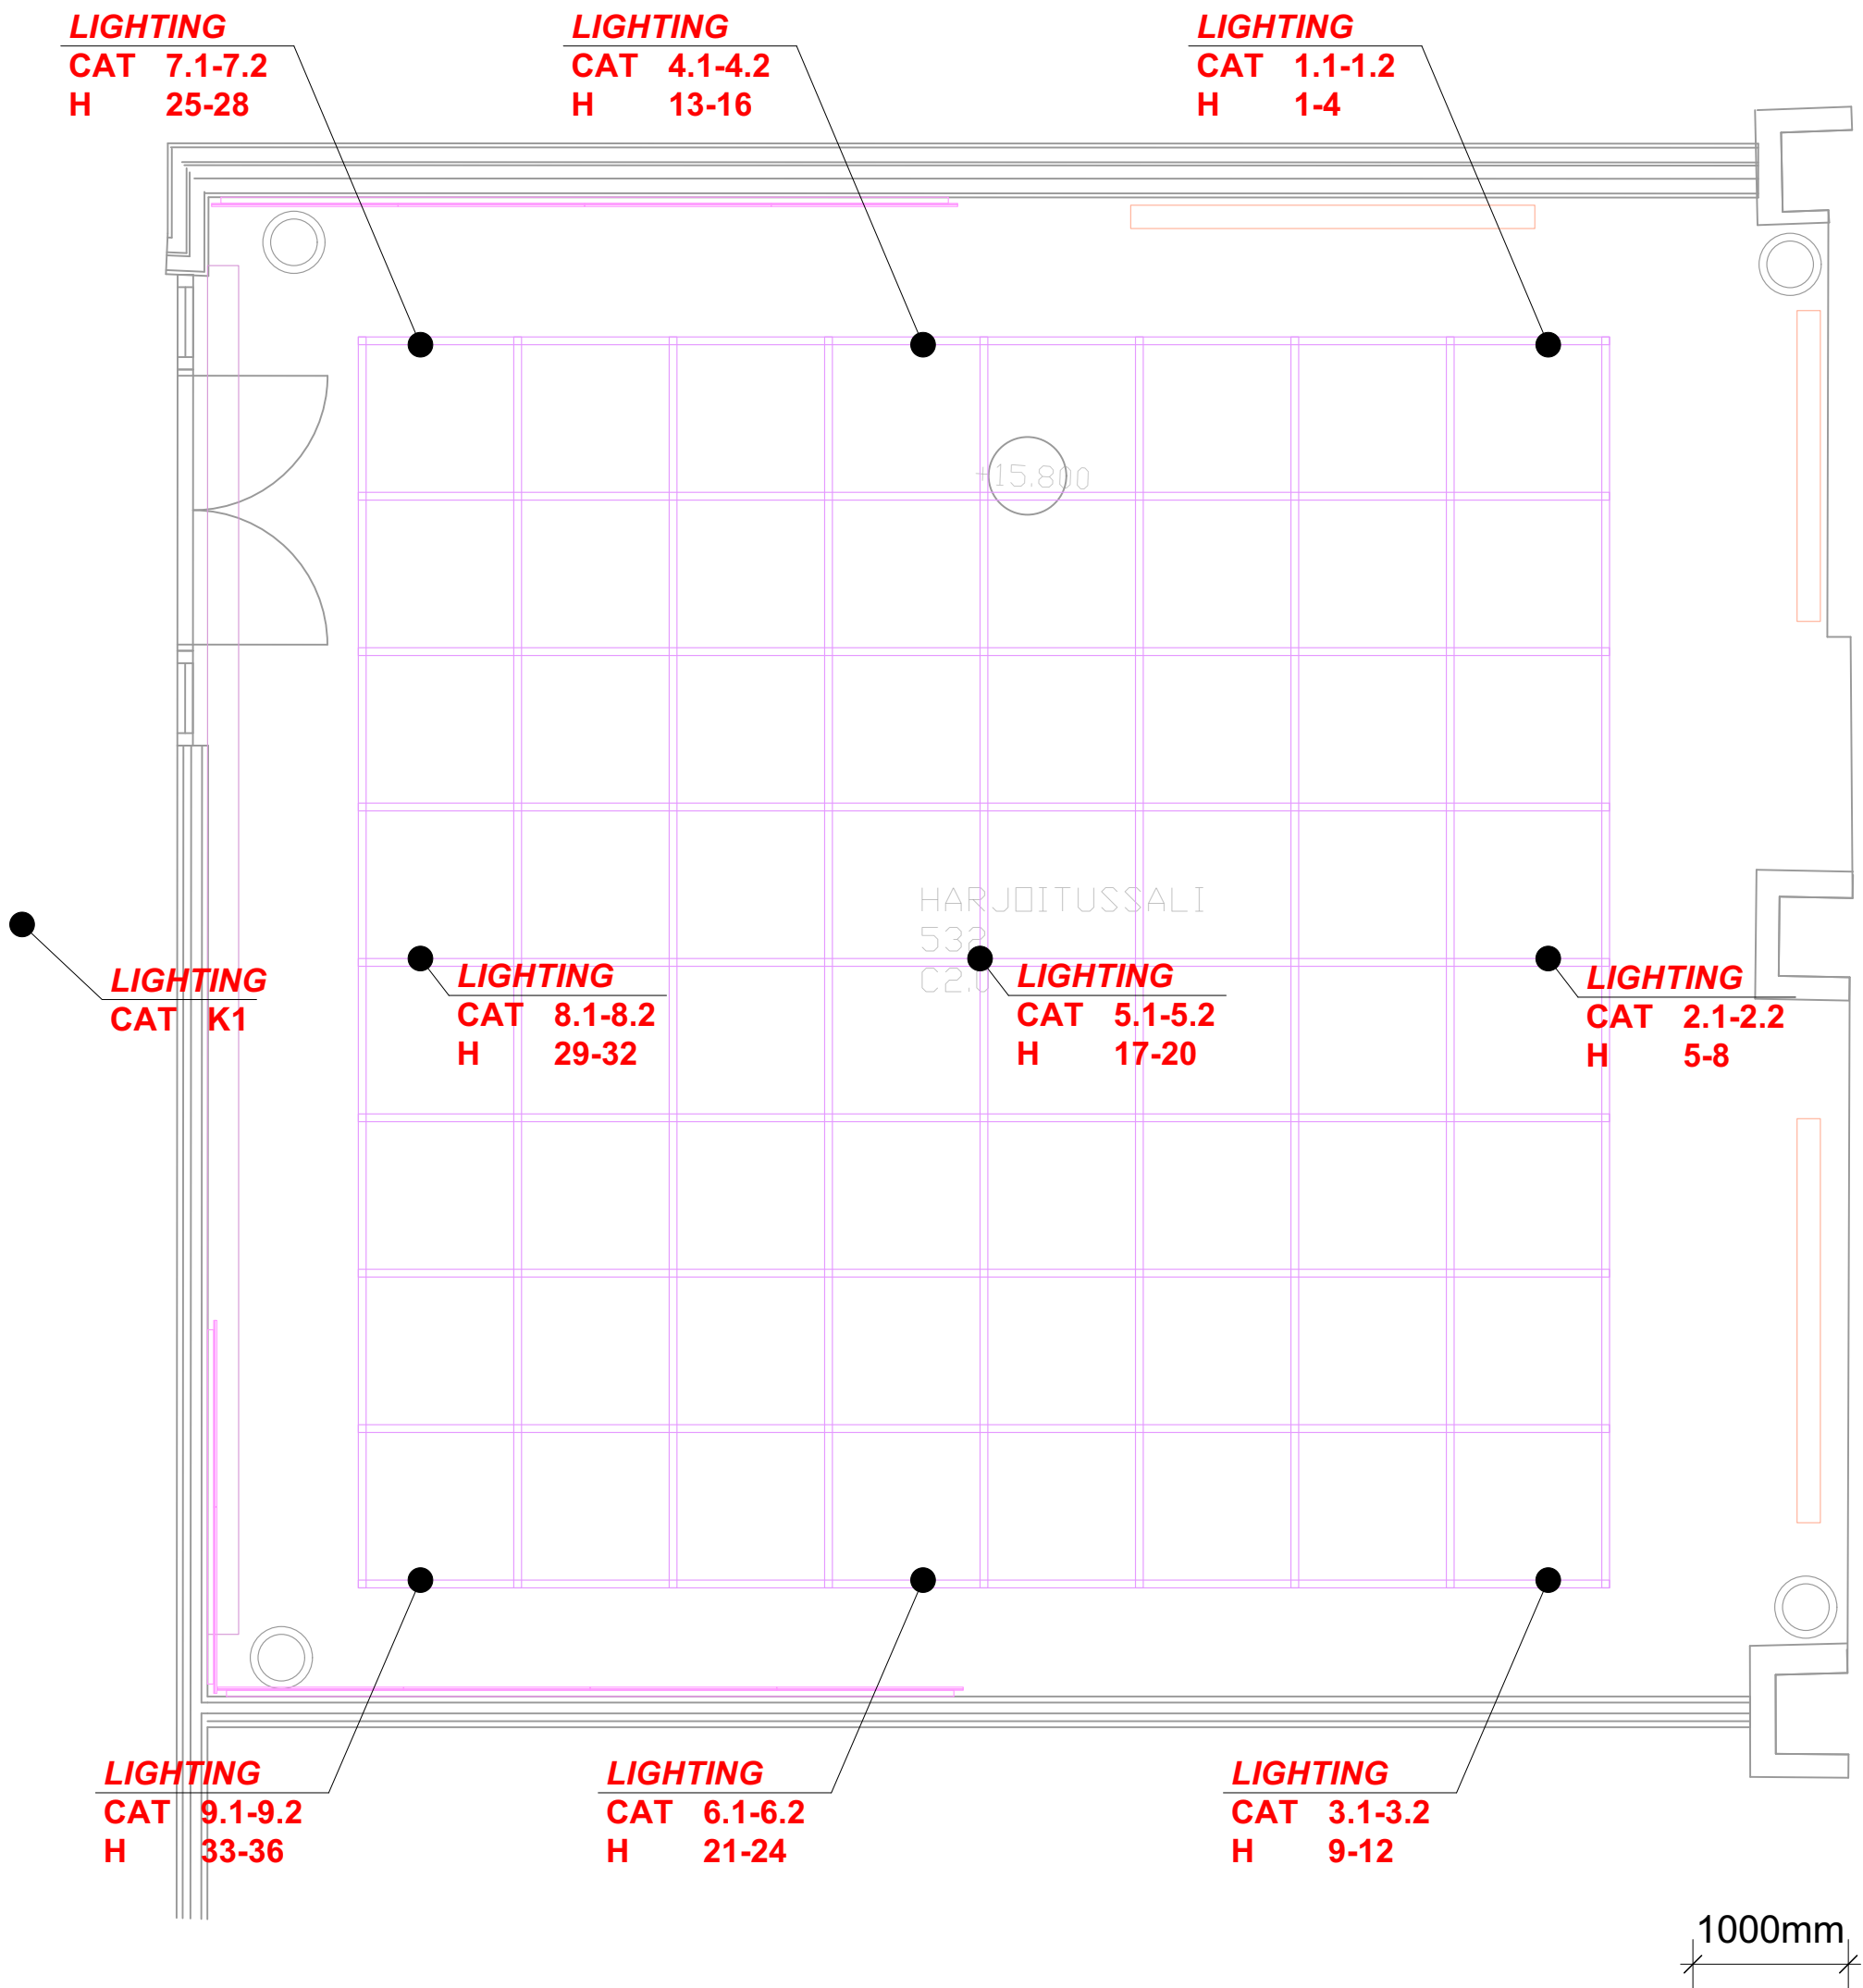 LIGHTING
CAT 7.1-7.2
H 25-28
LIGHTING
CAT 4.1-4.2
H 13-16
LIGHTING
CAT 1.1-1.2
H 1-4
+15.800
HARJOITUSSALI
532
C2.0
LIGHTING
CAT K1
LIGHTING
CAT 8.1-8.2
H 29-32
LIGHTING
CAT 5.1-5.2
H 17-20
LIGHTING
CAT 2.1-2.2
H 5-8
LIGHTING
CAT 9.1-9.2
H 33-36
LIGHTING
CAT 6.1-6.2
H 21-24
LIGHTING
CAT 3.1-3.2
H 9-12
1000mm